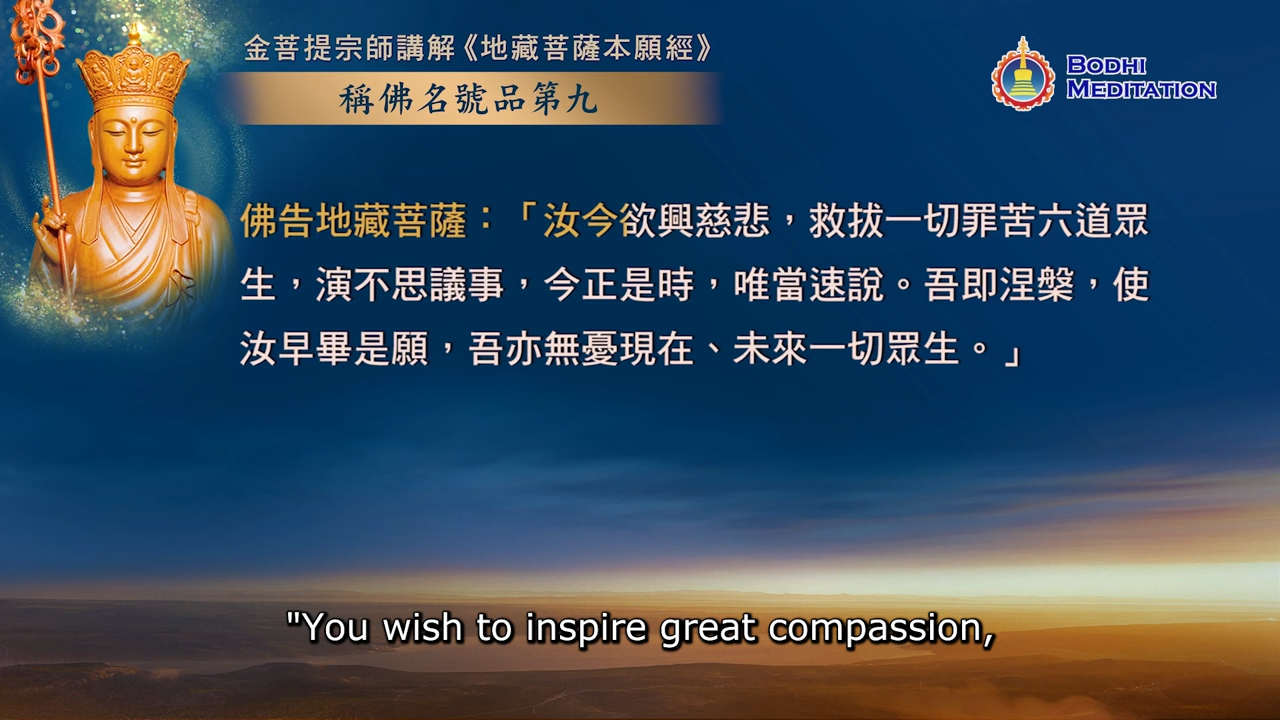 金菩提宗師講解《地藏菩薩本願經》
稱佛名號品第九
BODHI
MEDITATION
佛告地藏菩薩：「汝今欲興慈悲，救拔一切罪苦六道眾
生，演不思議事，今正是時，唯當速說。吾即涅槃，使
汝早畢是願，吾亦無憂現在、未來一切眾生。」
"You wish to inspire great compassion,